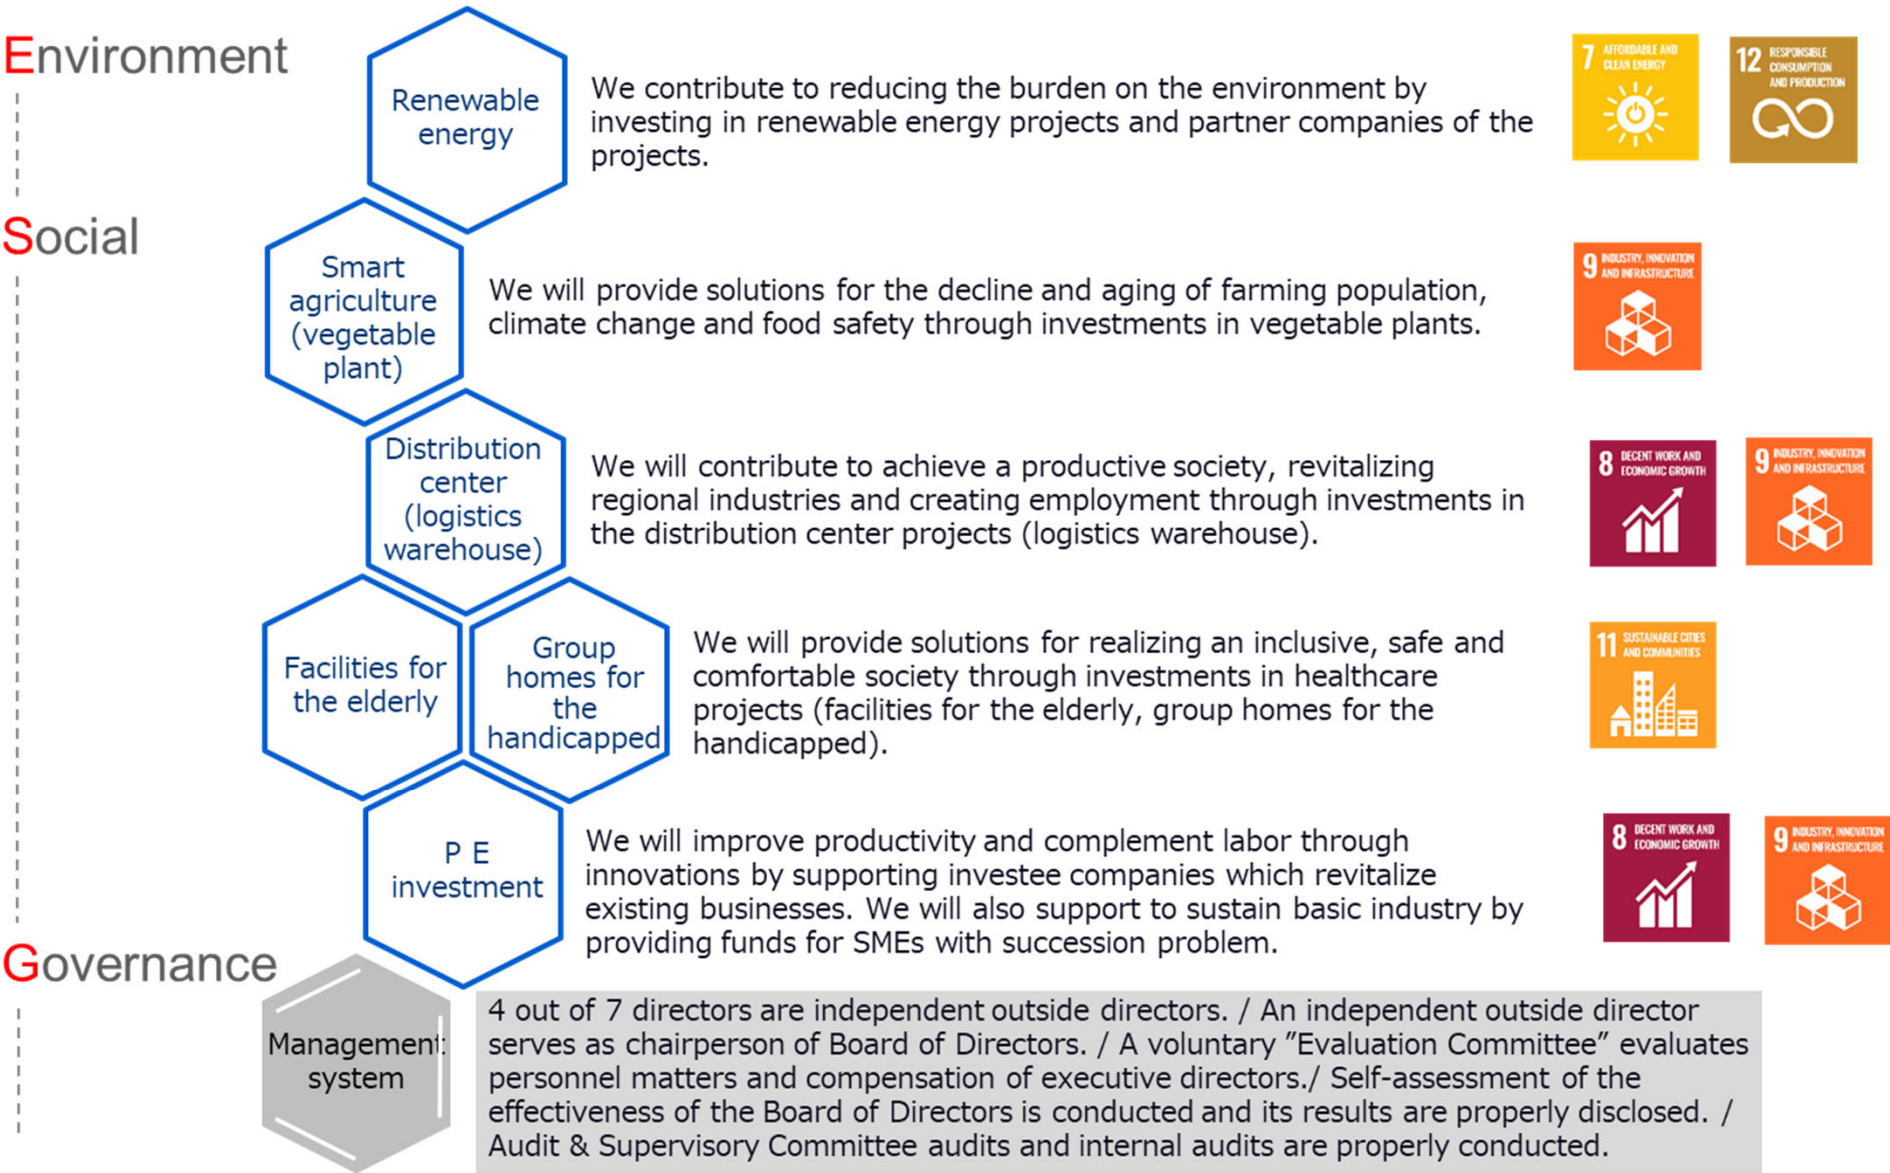 Environment
Renewable
energy
We contribute to reducing the burden on the environment by
investing in renewable energy projects and partner companies of the
projects.
7 AFFORDABLE AND
CLEAN ENERGY
12 RESPONSIBLE
CONSUMPTION
AND PRODUCTION
Social
Smart
agriculture
(vegetable
plant)
We will provide solutions for the decline and aging of farming population,
climate change and food safety through investments in vegetable plants.
9 INDUSTRY, INNOVATION
AND INFRASTRUCTURE
Distribution
center
(logistics
warehouse)
We will contribute to achieve a productive society, revitalizing
regional industries and creating employment through investments in
the distribution center projects (logistics warehouse).
8 DECENT WORK AND
ECONOMIC GROWTH
9 INDUSTRY, INNOVATION
AND INFRASTRUCTURE
Facilities for
the elderly
Group
homes for
the
handicapped
We will provide solutions for realizing an inclusive, safe and
comfortable society through investments in healthcare
projects (facilities for the elderly, group homes for the
handicapped).
11 SUSTAINABLE CITIES
AND COMMUNITIES
P E
investment
We will improve productivity and complement labor through
innovations by supporting investee companies which revitalize
existing businesses. We will also support to sustain basic industry by
providing funds for SMEs with succession problem.
8 DECENT WORK AND
ECONOMIC GROWTH
9 INDUSTRY, INNOVATION
AND INFRASTRUCTURE
Governance
Management
system
4 out of 7 directors are independent outside directors. / An independent outside director
serves as chairperson of Board of Directors. / A voluntary ”Evaluation Committee” evaluates
personnel matters and compensation of executive directors./ Self-assessment of the
effectiveness of the Board of Directors is conducted and its results are properly disclosed. /
Audit & Supervisory Committee audits and internal audits are properly conducted.